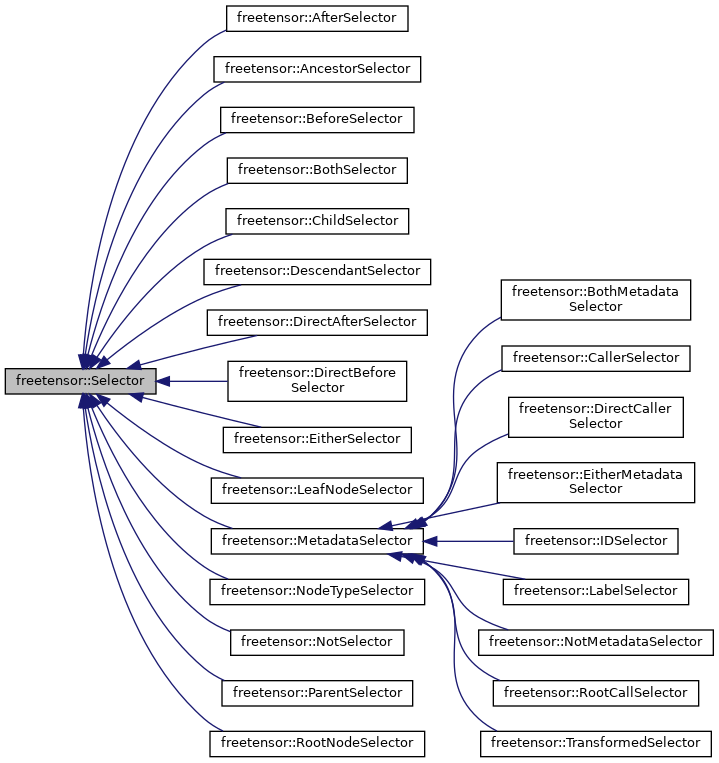 freetensor::Selector
freetensor::AfterSelector
freetensor::AncestorSelector
freetensor::BeforeSelector
freetensor::BothSelector
freetensor::ChildSelector
freetensor::DescendantSelector
freetensor::DirectAfterSelector
freetensor::DirectBefore
Selector
freetensor::EitherSelector
freetensor::LeafNodeSelector
freetensor::MetadataSelector
freetensor::NodeTypeSelector
freetensor::NotSelector
freetensor::ParentSelector
freetensor::RootNodeSelector
freetensor::BothMetadata
Selector
freetensor::CallerSelector
freetensor::DirectCaller
Selector
freetensor::EitherMetadata
Selector
freetensor::IDSelector
freetensor::LabelSelector
freetensor::NotMetadataSelector
freetensor::RootCallSelector
freetensor::TransformedSelector